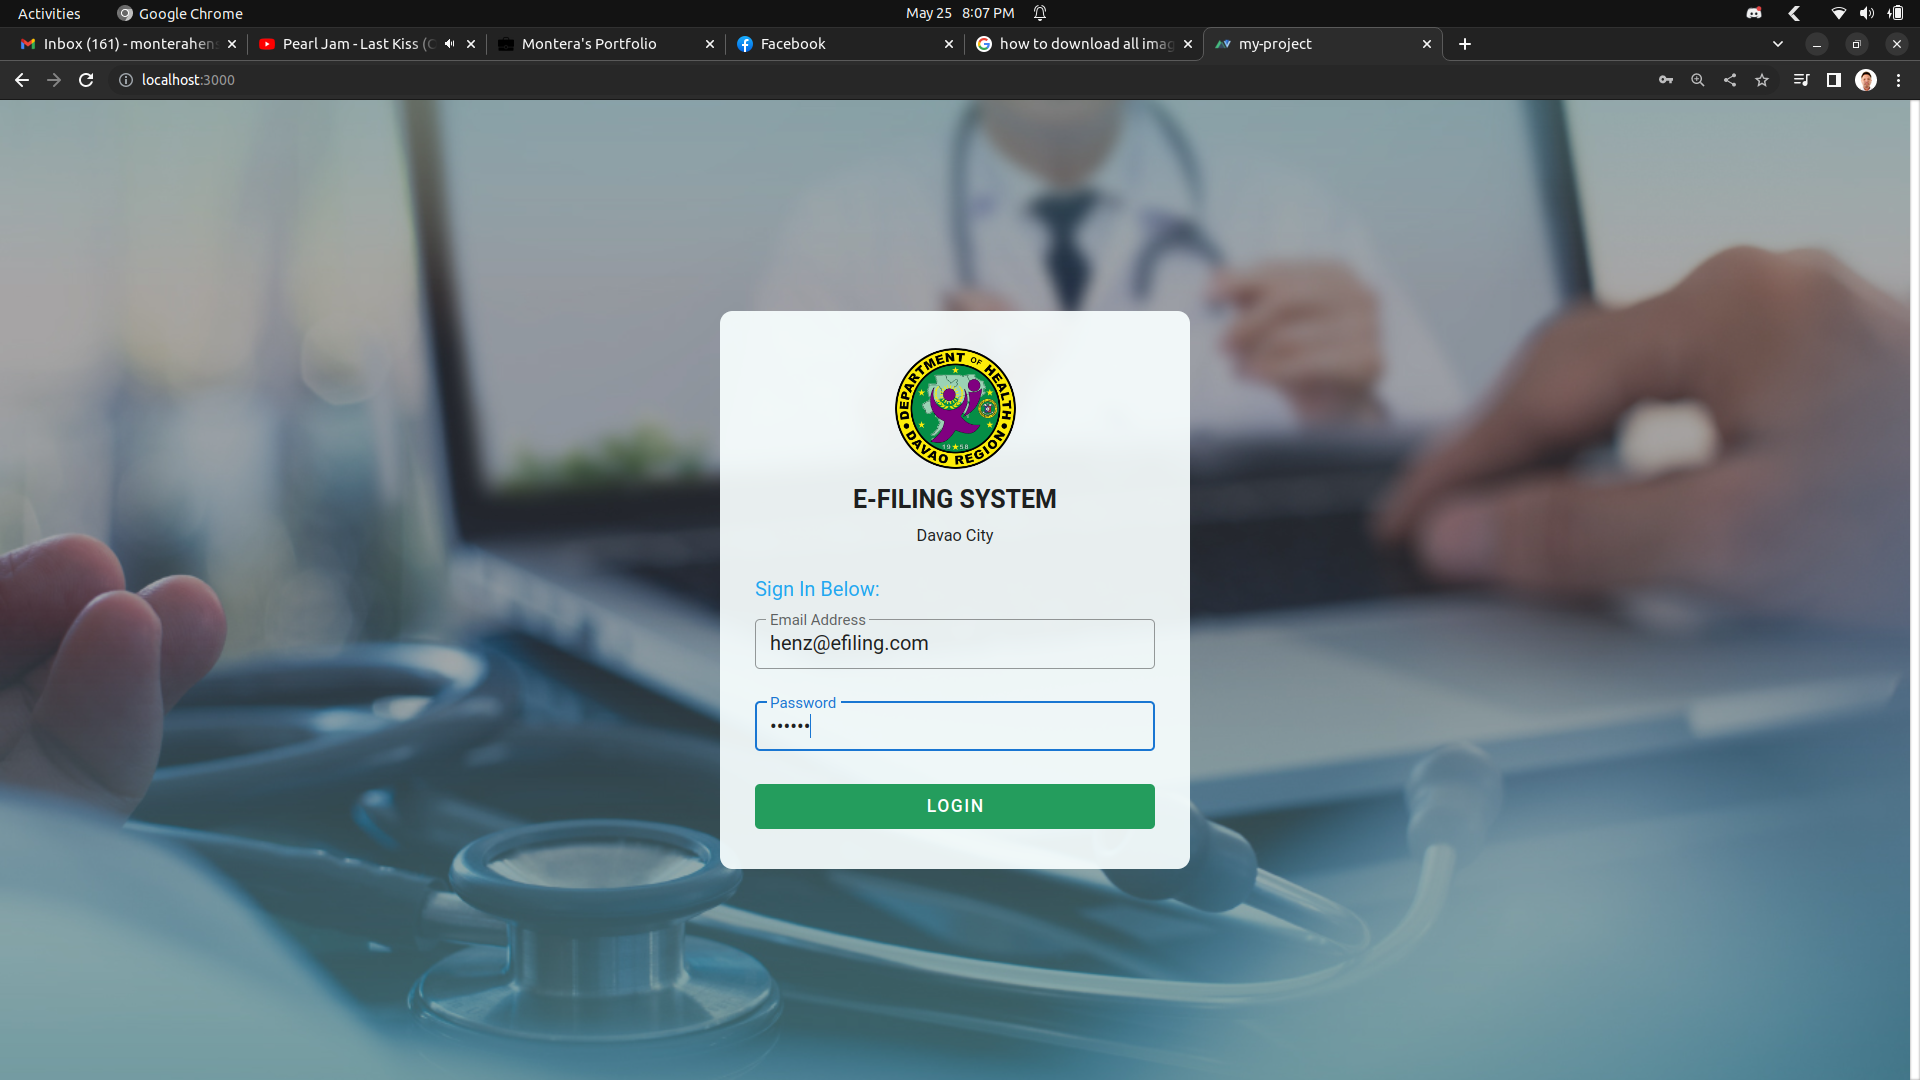 Activities
Google Chrome
May 25 8:07 PM
Inbox (161) - monterahens
Pearl Jam - Last Kiss (
Montera's Portfolio
Facebook
how to download all imag
my-project
localhost:3000
DEPARTMENT OF HEALTH
1958
DAVAO REGION
E-FILING SYSTEM
Davao City
Sign In Below:
Email Address
henz@efiling.com
Password
••••••
LOGIN